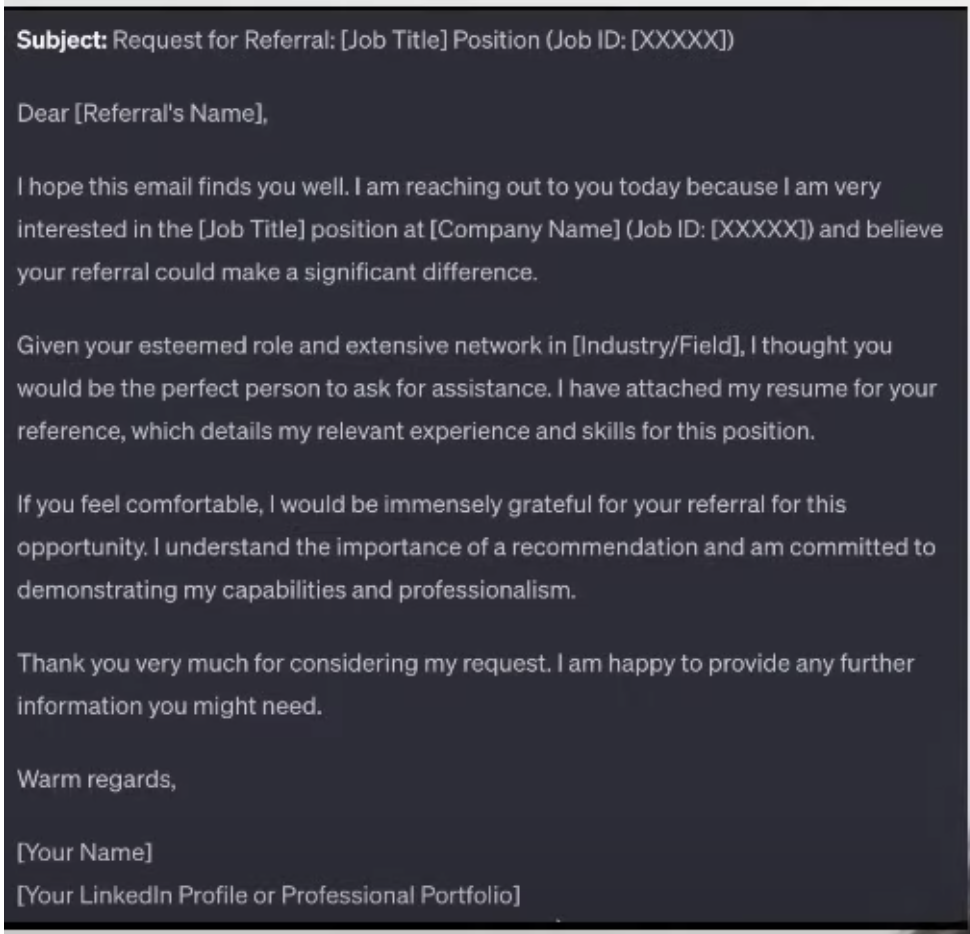 Subject: Request for Referral: [Job Title] Position (Job ID: [XXXXX])
Dear [Referral's Name],
I hope this email finds you well. I am reaching out to you today because I am very
interested in the [Job Title] position at [Company Name] (Job ID: [XXXXX]) and believe
your referral could make a significant difference.
Given your esteemed role and extensive network in [Industry/Field], I thought you
would be the perfect person to ask for assistance. I have attached my resume for your
reference, which details my relevant experience and skills for this position.
If you feel comfortable, I would be immensely grateful for your referral for this
opportunity. I understand the importance of a recommendation and am committed to
demonstrating my capabilities and professionalism.
Thank you very much for considering my request. I am happy to provide any further
information you might need.
Warm regards,
[Your Name]
[Your LinkedIn Profile or Professional Portfolio]